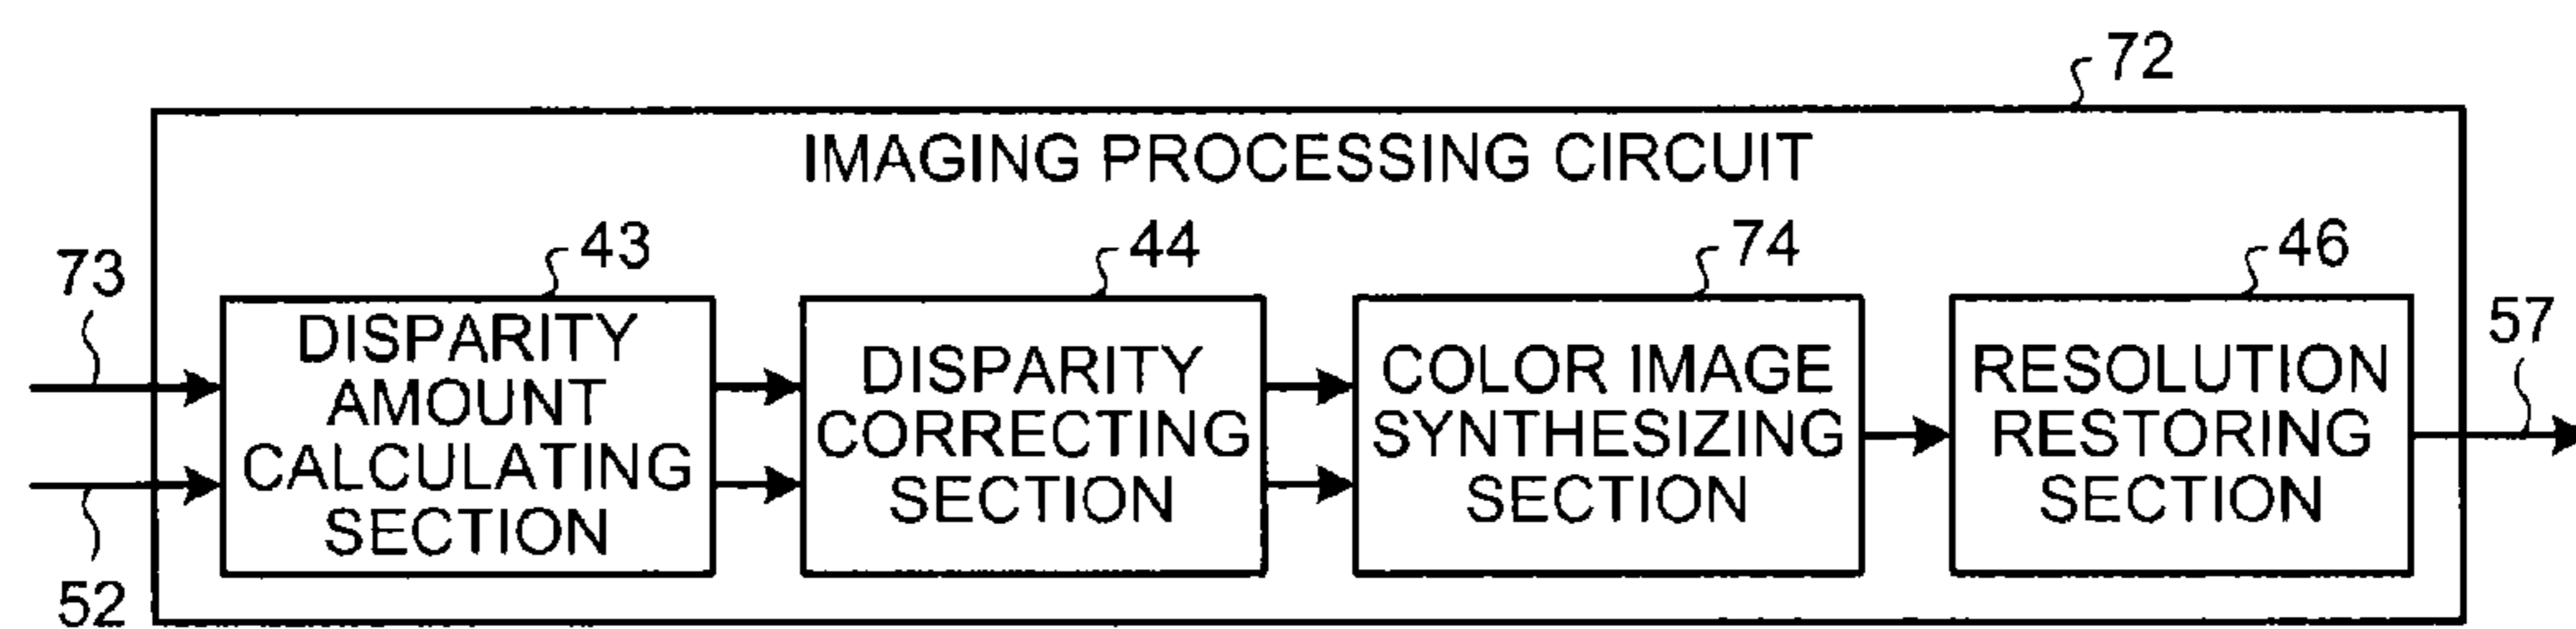 72
IMAGING PROCESSING CIRCUIT
73
43
44
74
46
57
DISPARITY
AMOUNT
CALCULATING
SECTION
DISPARITY
CORRECTING
SECTION
COLOR IMAGE
SYNTHESIZING
SECTION
RESOLUTION
RESTORING
SECTION
52